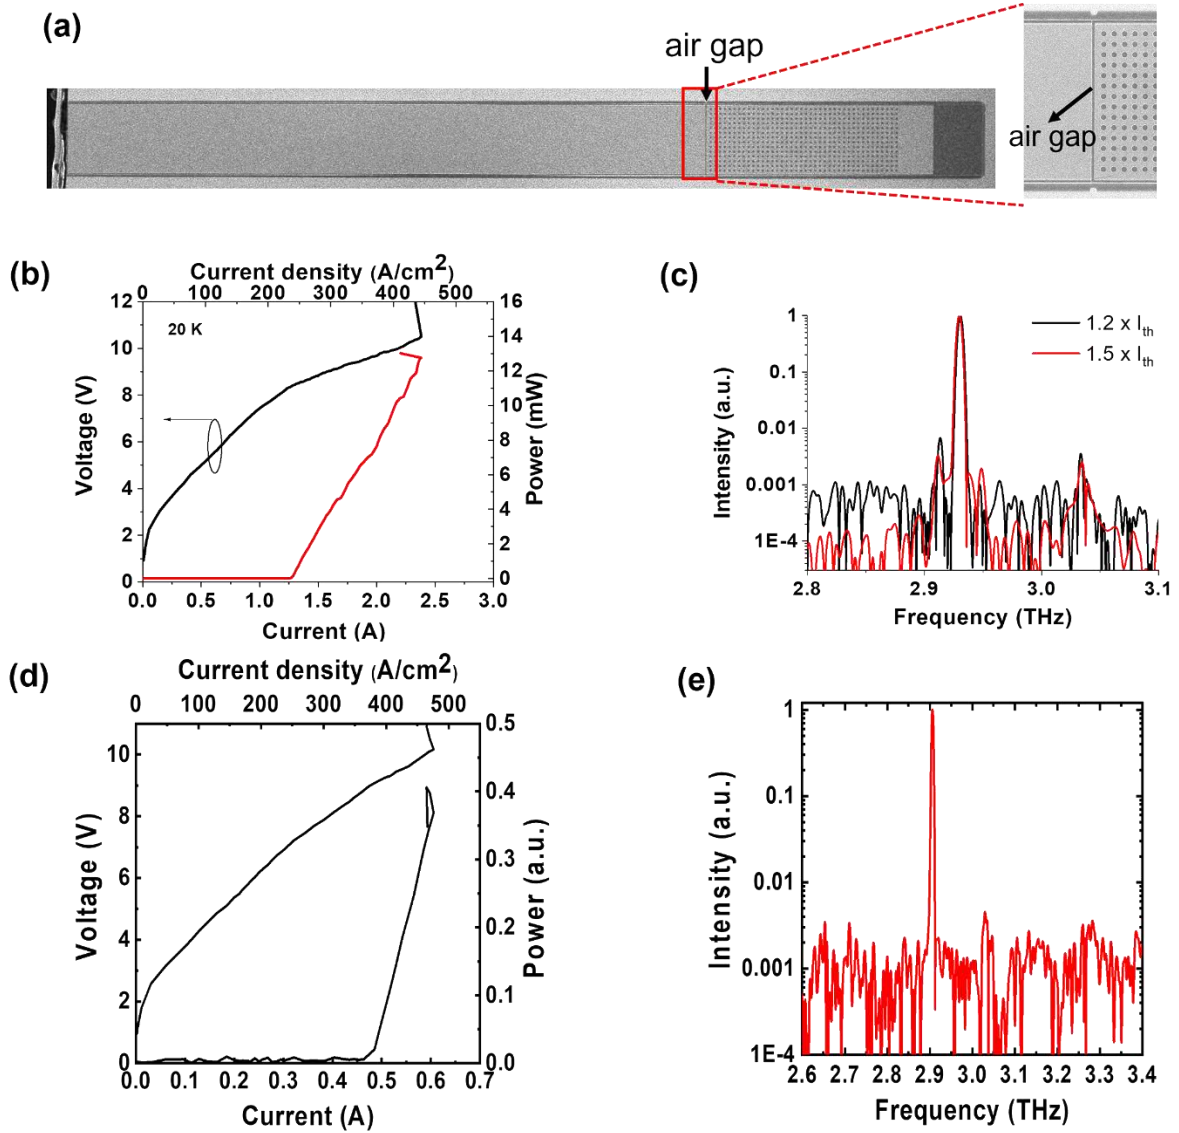 (a)
air gap
air gap
(b)
Current density (A/cm2)
0 100 200 300 400 500
12 16
20 K
14
10
12
8
10
6
8
6
4
4
2
2
0
0
Voltage (V)
Power (mW)
0.0 0.5 1.0 1.5 2.0 2.5 3.0
Current (A)
(c)
1
0.1
0.01
0.001
1E-4
Intensity (a.u.)
1.2 x Ith
1.5 x Ith
2.8 2.9 3.0 3.1
Frequency (THz)
(d)
Current density (A/cm2)
0 100 200 300 400 500
10
8
6
4
2
0
Voltage (V)
0.5
0.4
0.3
0.2
0.1
0.0
Power (a.u.)
0.0 0.1 0.2 0.3 0.4 0.5 0.6 0.7
Current (A)
(e)
1
0.1
0.01
0.001
1E-4
Intensity (a.u.)
2.6 2.7 2.8 2.9 3.0 3.1 3.2 3.3 3.4
Frequency (THz)